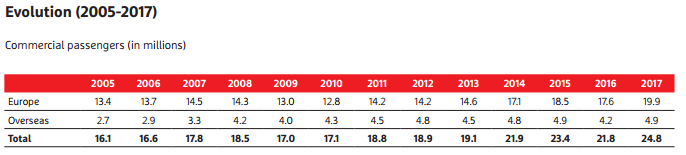 Evolution (2005-2017)
Commercial passengers (in millions)
2005 2006 2007 2008 2009 2010 2011 2012 2013 2014 2015 2016 2017
Europe 13.4 13.7 14.5 14.3 13.0 12.8 14.2 14.2 14.6 17.1 18.5 17.6 19.9
Overseas 2.7 2.9 3.3 4.2 4.0 4.3 4.5 4.8 4.5 4.8 4.9 4.2 4.9
Total 16.1 16.6 17.8 18.5 17.0 17.1 18.8 18.9 19.1 21.9 23.4 21.8 24.8